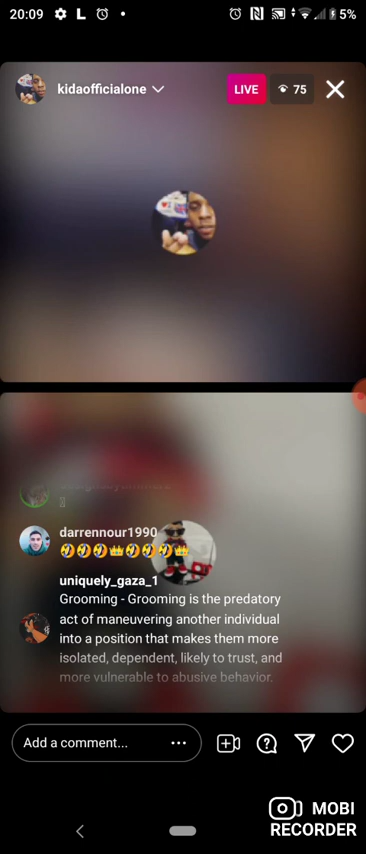 20:09 L 5%
kidaofficialone LIVE 75
darrennour1990
🤣🤣🤣👑🤣🤣🤣👑
uniquely_gaza_1
Grooming - Grooming is the predatory
act of maneuvering another individual
into a position that makes them more
isolated, dependent, likely to trust, and
more vulnerable to abusive behavior.
Add a comment...
MOBI
RECORDER